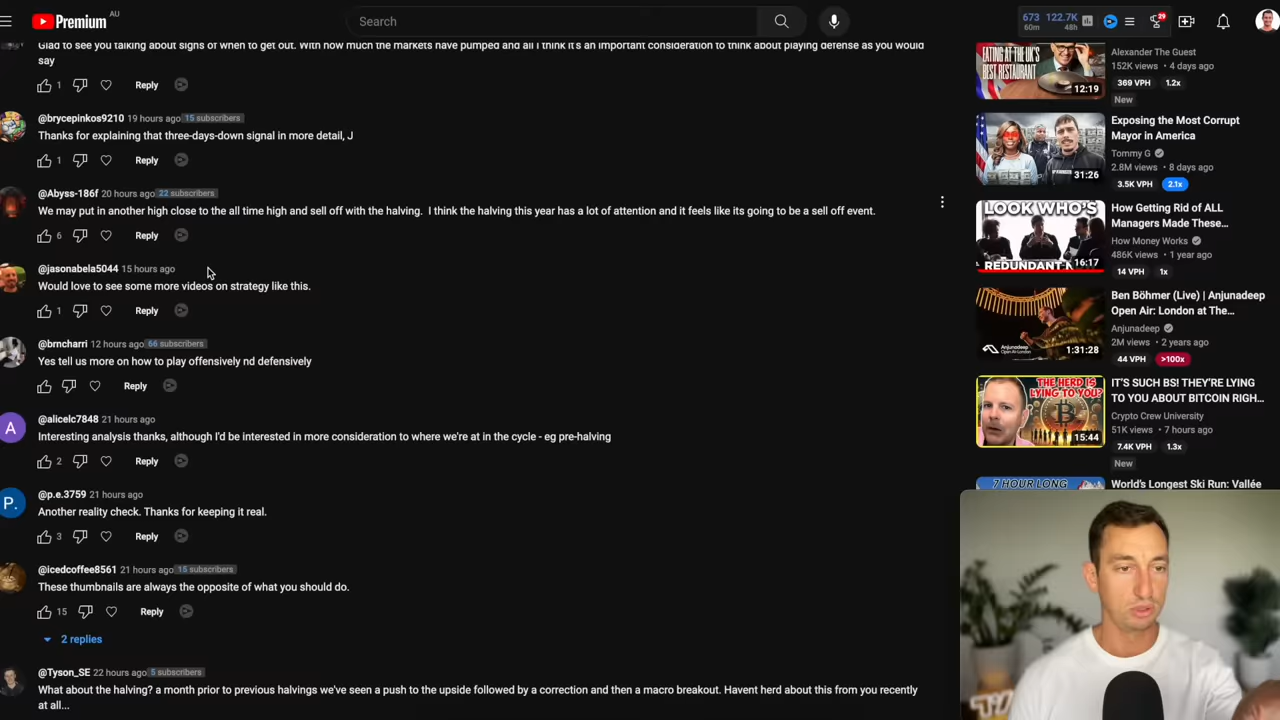 AU
Premium
Search
673
60m
122.7K
48h
29
Glad to see you talking about signs of when to get out. With how much the markets have pumped and all I think it's an important consideration to think about playing defense as you would
say
1
Reply
@brycepinkos9210 19 hours ago 15 subscribers
Thanks for explaining that three-days-down signal in more detail, J
1
Reply
@Abyss-186f 20 hours ago 22 subscribers
We may put in another high close to the all time high and sell off with the halving. I think the halving this year has a lot of attention and it feels like its going to be a sell off event.
6
Reply
@jasonabela5044 15 hours ago
Would love to see some more videos on strategy like this.
1
Reply
@brncharri 12 hours ago 66 subscribers
Yes tell us more on how to play offensively nd defensively
Reply
A
@alicelc7848 21 hours ago
Interesting analysis thanks, although I'd be interested in more consideration to where we're at in the cycle - eg pre-halving
2
Reply
P.
@p.e.3759 21 hours ago
Another reality check. Thanks for keeping it real.
3
Reply
@icedcoffee8561 21 hours ago 15 subscribers
These thumbnails are always the opposite of what you should do.
15
Reply
2 replies
@Tyson_SE 22 hours ago 5 subscribers
What about the halving? a month prior to previous halvings we've seen a push to the upside followed by a correction and then a macro breakout. Havent herd about this from you recently
at all...
EATING AT THE UK'S
BEST RESTAURANT
12:19
Alexander The Guest
152K views • 4 days ago
369 VPH 1.2x
New
31:26
Exposing the Most Corrupt
Mayor in America
Tommy G
2.8M views • 8 days ago
3.5K VPH 2.1x
LOOK WHO'S
REDUNDANT
16:17
How Getting Rid of ALL
Managers Made These...
How Money Works
486K views • 1 year ago
14 VPH 1x
Anjunadeep
Open Air: London
1:31:28
Ben Böhmer (Live) | Anjunadeep
Open Air: London at The...
Anjunadeep
2M views • 2 years ago
44 VPH >100x
THE HERD IS
LYING TO YOU?
15:44
IT'S SUCH BS! THEY'RE LYING
TO YOU ABOUT BITCOIN RIGH...
Crypto Crew University
51K views • 7 hours ago
7.4K VPH 1.3x
New
7 HOUR LONG
World's Longest Ski Run: Vallée